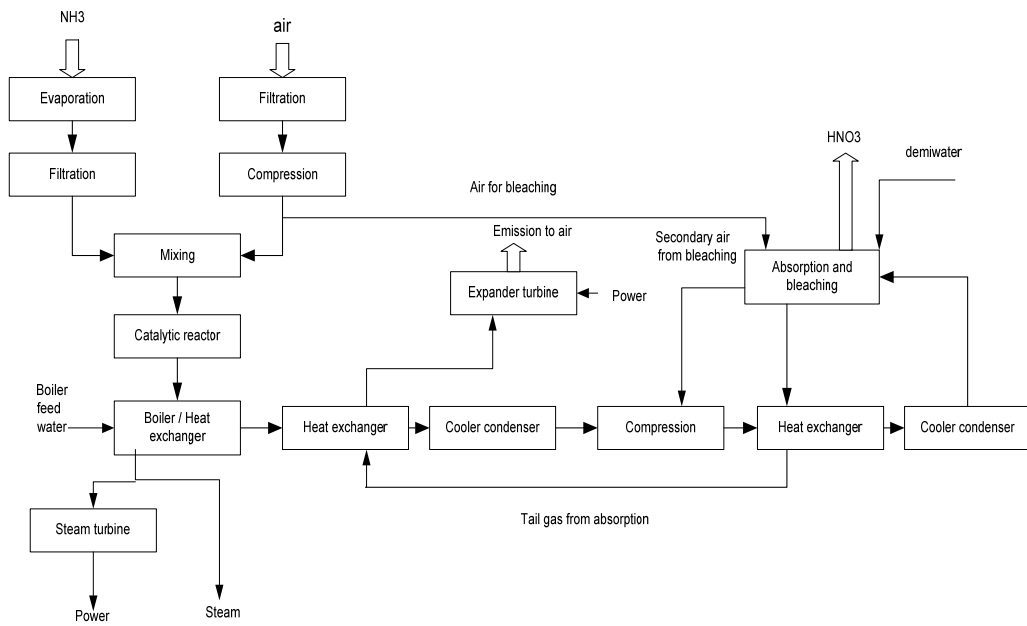 NH3
air
Evaporation
Filtration
Filtration
Compression
HNO3
demiwater
Air for bleaching
Mixing
Emission to air
Secondary air
from bleaching
Absorption and
bleaching
Expander turbine
Power
Catalytic reactor
Boiler
feed
water
Boiler / Heat
exchanger
Heat exchanger
Cooler condenser
Compression
Heat exchanger
Cooler condenser
Tail gas from absorption
Steam turbine
Power
Steam